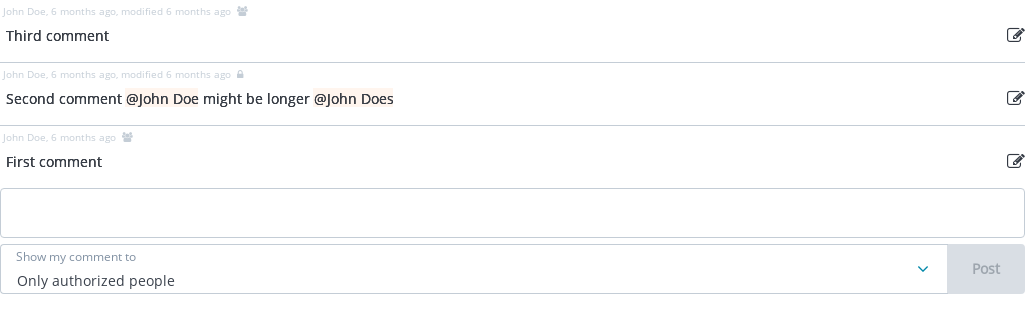 John Doe, 6 months ago, modified 6 months ago
Third comment
John Doe, 6 months ago, modified 6 months ago
Second comment @John Doe might be longer @John Does
John Doe, 6 months ago
First comment
Show my comment to
Only authorized people
Post